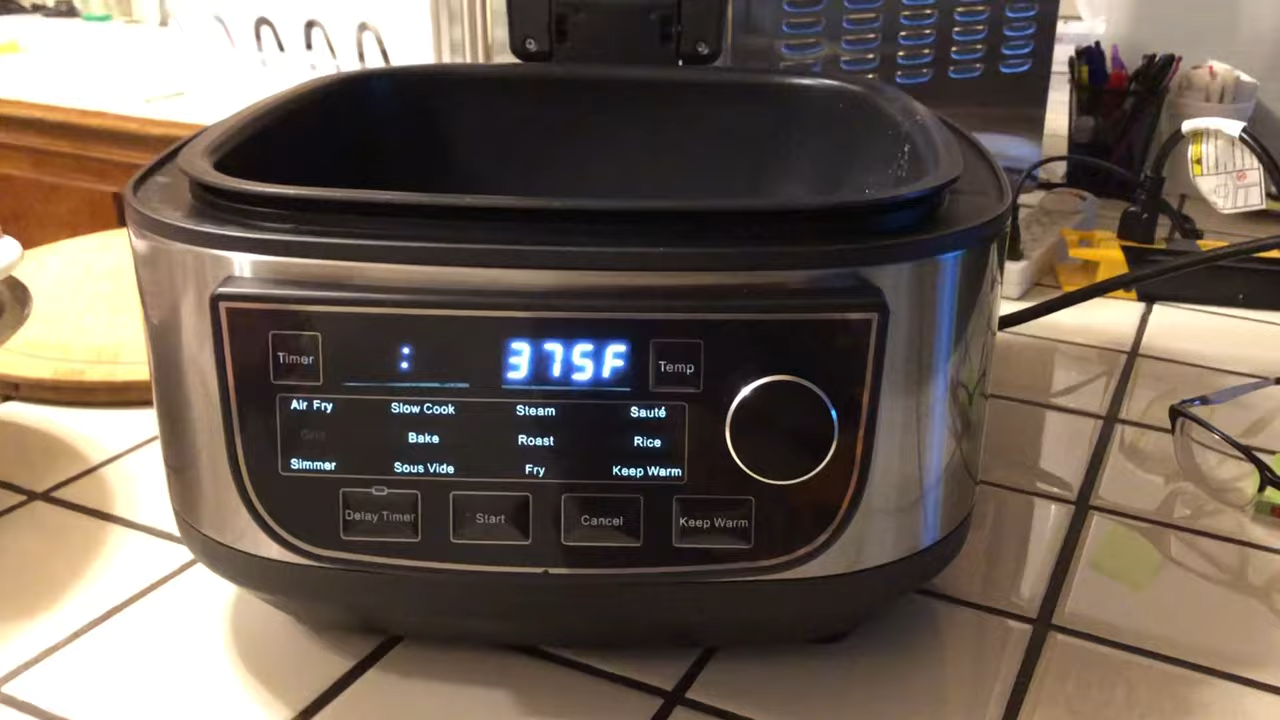 Timer : 375F Temp
Air Fry Slow Cook Steam Sauté
Grill Bake Roast Rice
Simmer Sous Vide Fry Keep Warm
Delay Timer Start Cancel Keep Warm